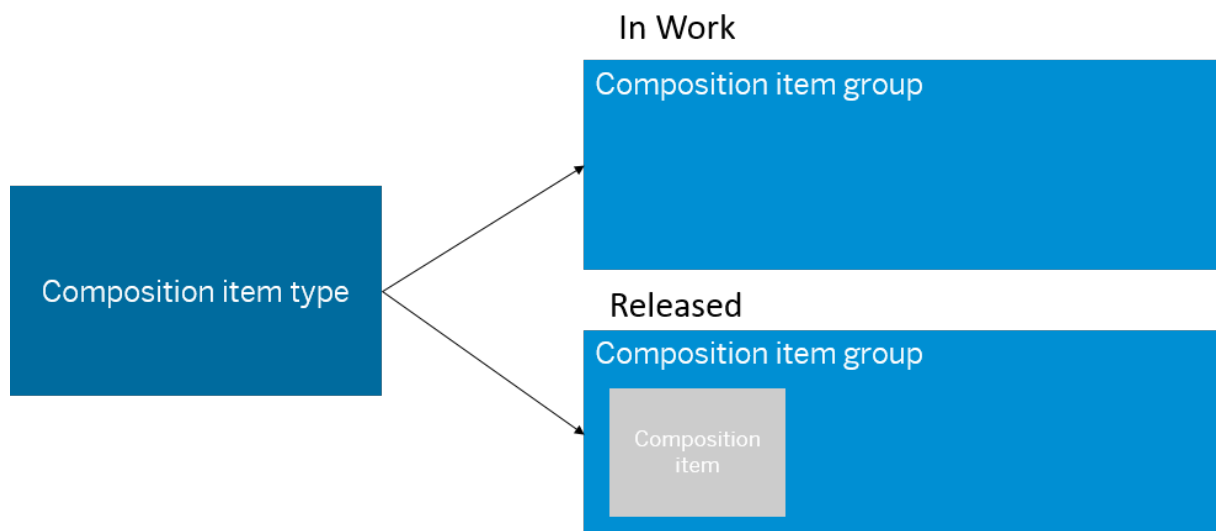 In Work
Composition item group
Composition item type
Released
Composition item group
Composition
item